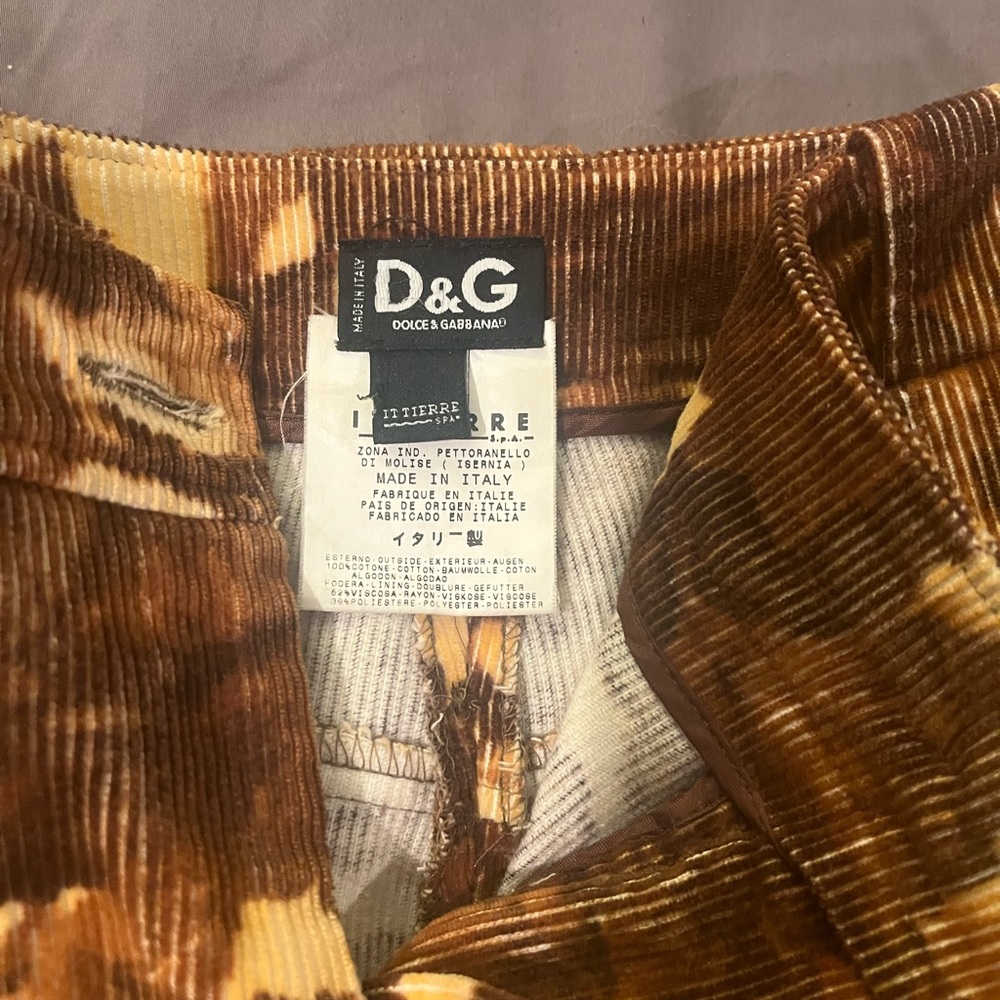 MADE IN ITALY
D&G
DOLCE & GABBANA
ITTIERRE
SPA
I RRE
S.p.A.
ZONA IND. PETTORANELLO
DI MOLISE ( ISERNIA )
MADE IN ITALY
FABRIQUE EN ITALIE
PAIS DE ORIGEN:ITALIE
FABRICADO EN ITALIA
イタリー製
ESTERNO-OUTSIDE-EXTERIEUR-AUSEN
100%COTONE-COTTON-BAUMWOLLE-COTON
ALGODON-ALGODAO
FODERA-LINING-DOUBLURE-GEFUTTER
62%VISCOSA-RAYON-VISKOSE-VISCOSE
POLIESTERE-POLYESTER-POLIESTER